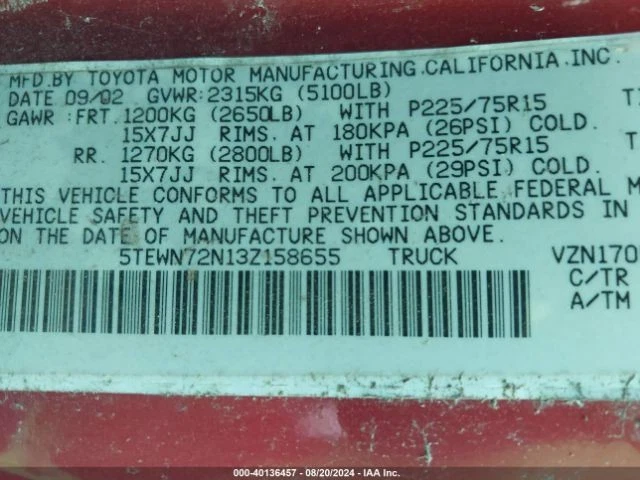 MFD.BY TOYOTA MOTOR MANUFACTURING.CALIFORNIA.INC.
DATE 09/02 GVWR:2315KG (5100LB)
GAWR:FRT.1200KG (2650LB) WITH P225/75R15
15X7JJ RIMS. AT 180KPA (26PSI) COLD.
RR. 1270KG (2800LB) WITH P225/75R15
15X7JJ RIMS. AT 200KPA (29PSI) COLD.
THIS VEHICLE CONFORMS TO ALL APPLICABLE FEDERAL M
VEHICLE SAFETY AND THEFT PREVENTION STANDARDS IN
ON THE DATE OF MANUFACTURE SHOWN ABOVE.
5TEWN72N13Z158655 TRUCK VZN170
C/TR
A/TM
000-40136457 - 08/20/2024 - IAA Inc.